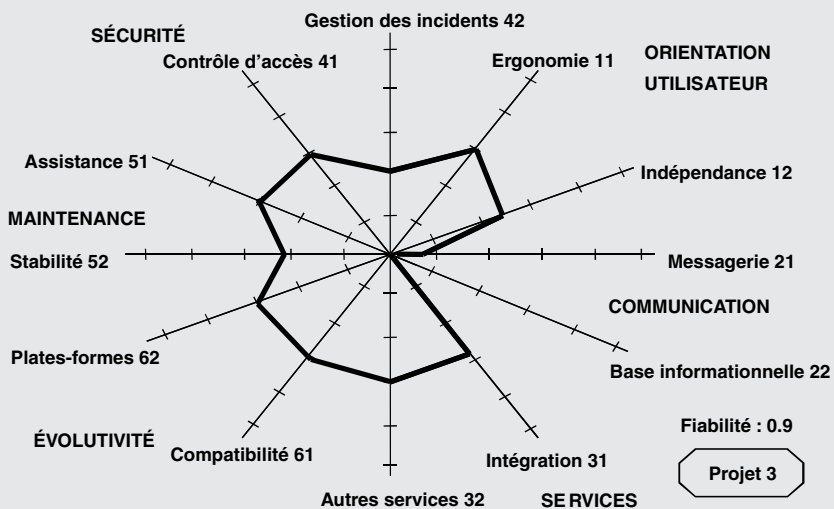 Gestion des incidents 42
SÉCURITÉ
Contrôle d'accès 41
Ergonomie 11
ORIENTATION
UTILISATEUR
Assistance 51
Indépendance 12
MAINTENANCE
Stabilité 52
Messagerie 21
COMMUNICATION
Plates-formes 62
Base informationnelle 22
Fiabilité : 0.9
ÉVOLUTIVITÉ
Compatibilité 61
Intégration 31
Projet 3
Autres services 32
SERVICES